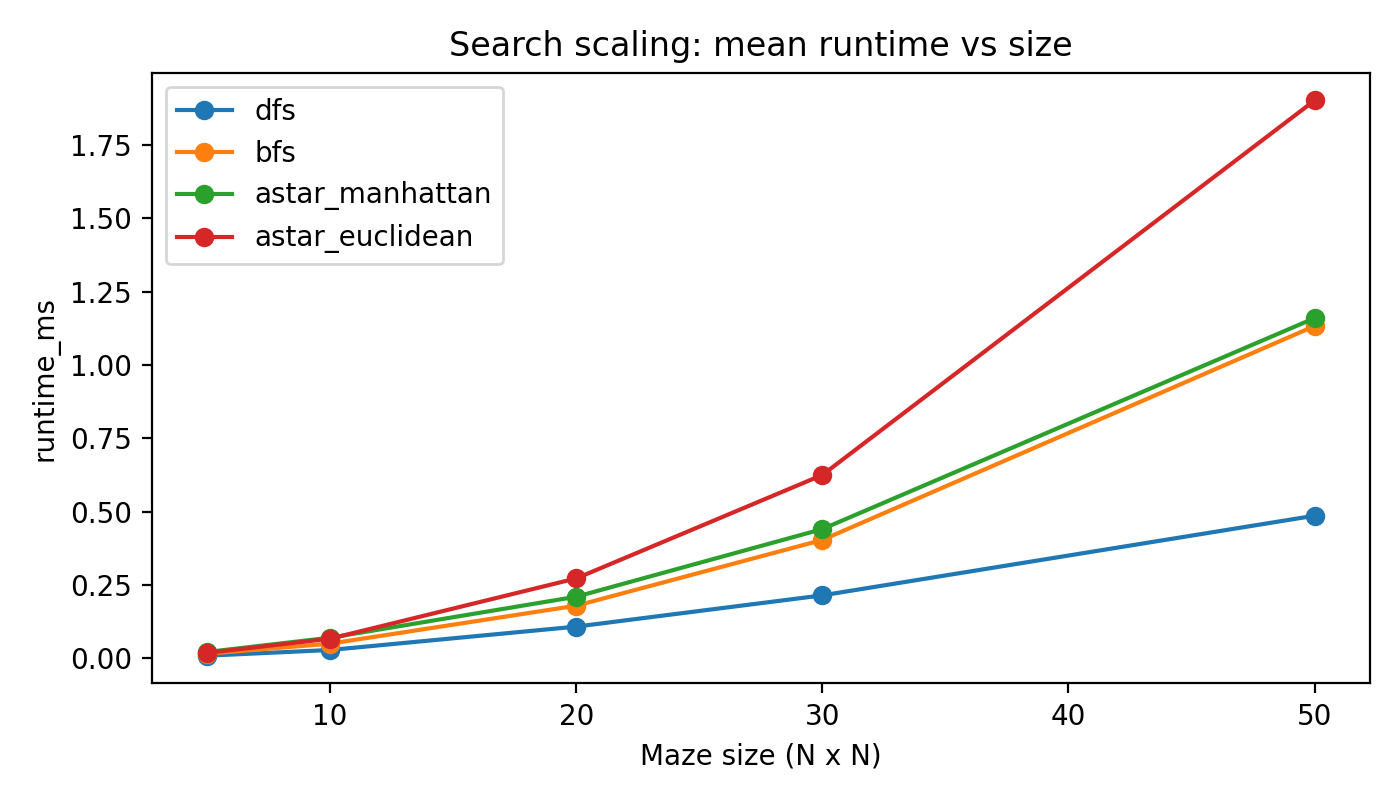 Search scaling: mean runtime vs size
dfs
bfs
astar_manhattan
astar_euclidean
runtime_ms
1.75
1.50
1.25
1.00
0.75
0.50
0.25
0.00
10 20 30 40 50
Maze size (N x N)